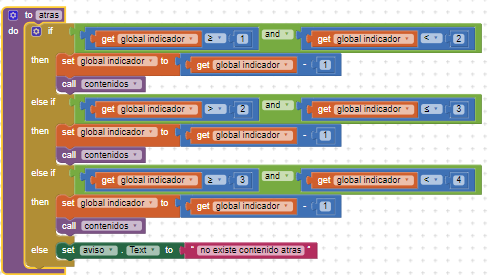 to atras
do if get global indicador ≥ 1 and get global indicador < 2
then set global indicador to get global indicador - 1
call contenidos
else if get global indicador > 2 and get global indicador ≤ 3
then set global indicador to get global indicador - 1
call contenidos
else if get global indicador ≥ 3 and get global indicador < 4
then set global indicador to get global indicador - 1
call contenidos
else set aviso . Text to " no existe contenido atras "